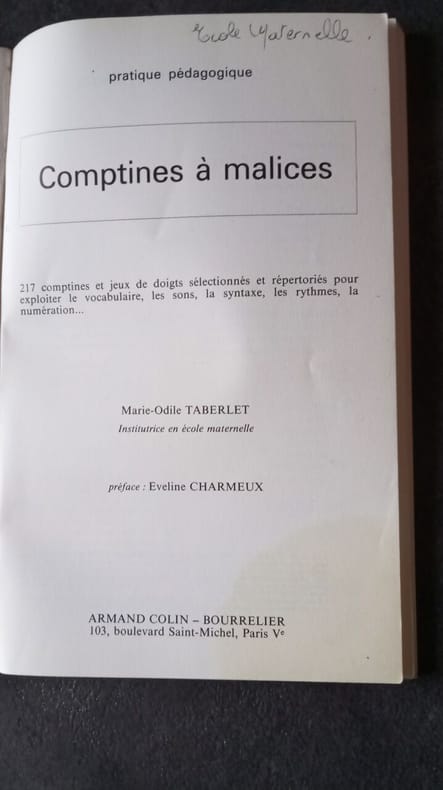 Ecole Maternelle.
pratique pédagogique
Comptines à malices
217 comptines et jeux de doigts sélectionnés et répertoriés pour
exploiter le vocabulaire, les sons, la syntaxe, les rythmes, la
numération...
Marie-Odile TABERLET
Institutrice en école maternelle
préface : Eveline CHARMEUX
ARMAND COLIN – BOURRELIER
103, boulevard Saint-Michel, Paris Vᵉ